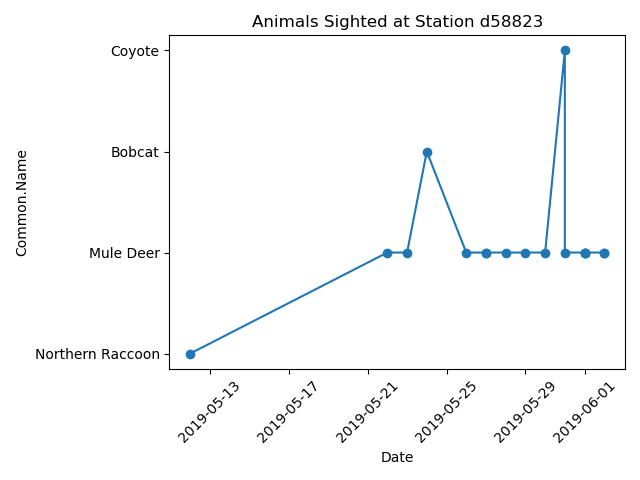 Animals Sighted at Station d58823
Coyote
Bobcat
Mule Deer
Northern Raccoon
Common.Name
2019-05-13
2019-05-17
2019-05-21
2019-05-25
2019-05-29
2019-06-01
Date